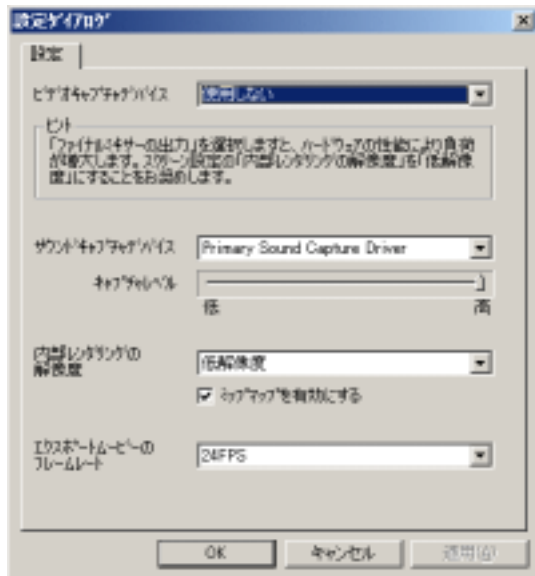 設定ダイアログ
設定
ビデオキャプチャデバイス
使用しない
ヒント
「ファイナルミキサーの出力」を選択しますと、ハードウェアの性能により負荷
が増大します。スクリーン設定の「内部レンダリングの解像度」を「低解像
度」にすることをお奨めします。
サウンドキャプチャデバイス
Primary Sound Capture Driver
キャプチャレベル
低 高
内部レンダリングの
解像度
低解像度
ミップマップを有効にする
エクスポートムービーの
フレームレート
24FPS
OK キャンセル 適用(A)